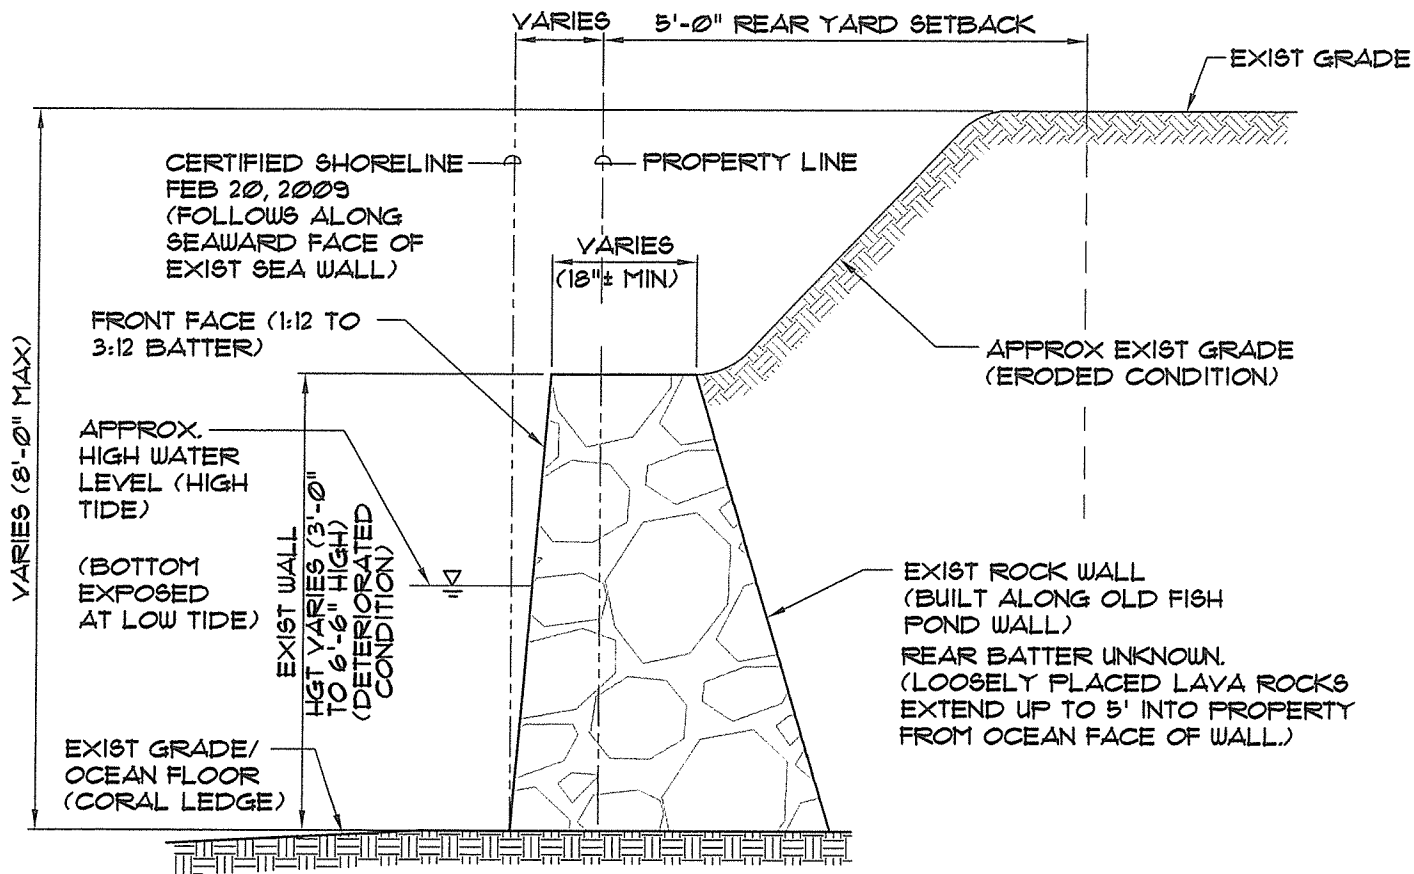 VARIES
5'-0" REAR YARD SETBACK
EXIST GRADE
CERTIFIED SHORELINE
FEB 20, 2009
(FOLLOWS ALONG
SEAWARD FACE OF
EXIST SEA WALL)
PROPERTY LINE
VARIES
(18"± MIN)
FRONT FACE (1:12 TO
3:12 BATTER)
APPROX EXIST GRADE
(ERODED CONDITION)
VARIES (8'-0" MAX)
APPROX.
HIGH WATER
LEVEL (HIGH
TIDE)
(BOTTOM
EXPOSED
AT LOW TIDE)
EXIST WALL
HGT VARIES (3'-0"
TO 6'-6" HIGH)
(DETERIORATED
CONDITION)
EXIST ROCK WALL
(BUILT ALONG OLD FISH
POND WALL)
REAR BATTER UNKNOWN.
(LOOSELY PLACED LAVA ROCKS
EXTEND UP TO 5' INTO PROPERTY
FROM OCEAN FACE OF WALL.)
EXIST GRADE/
OCEAN FLOOR
(CORAL LEDGE)